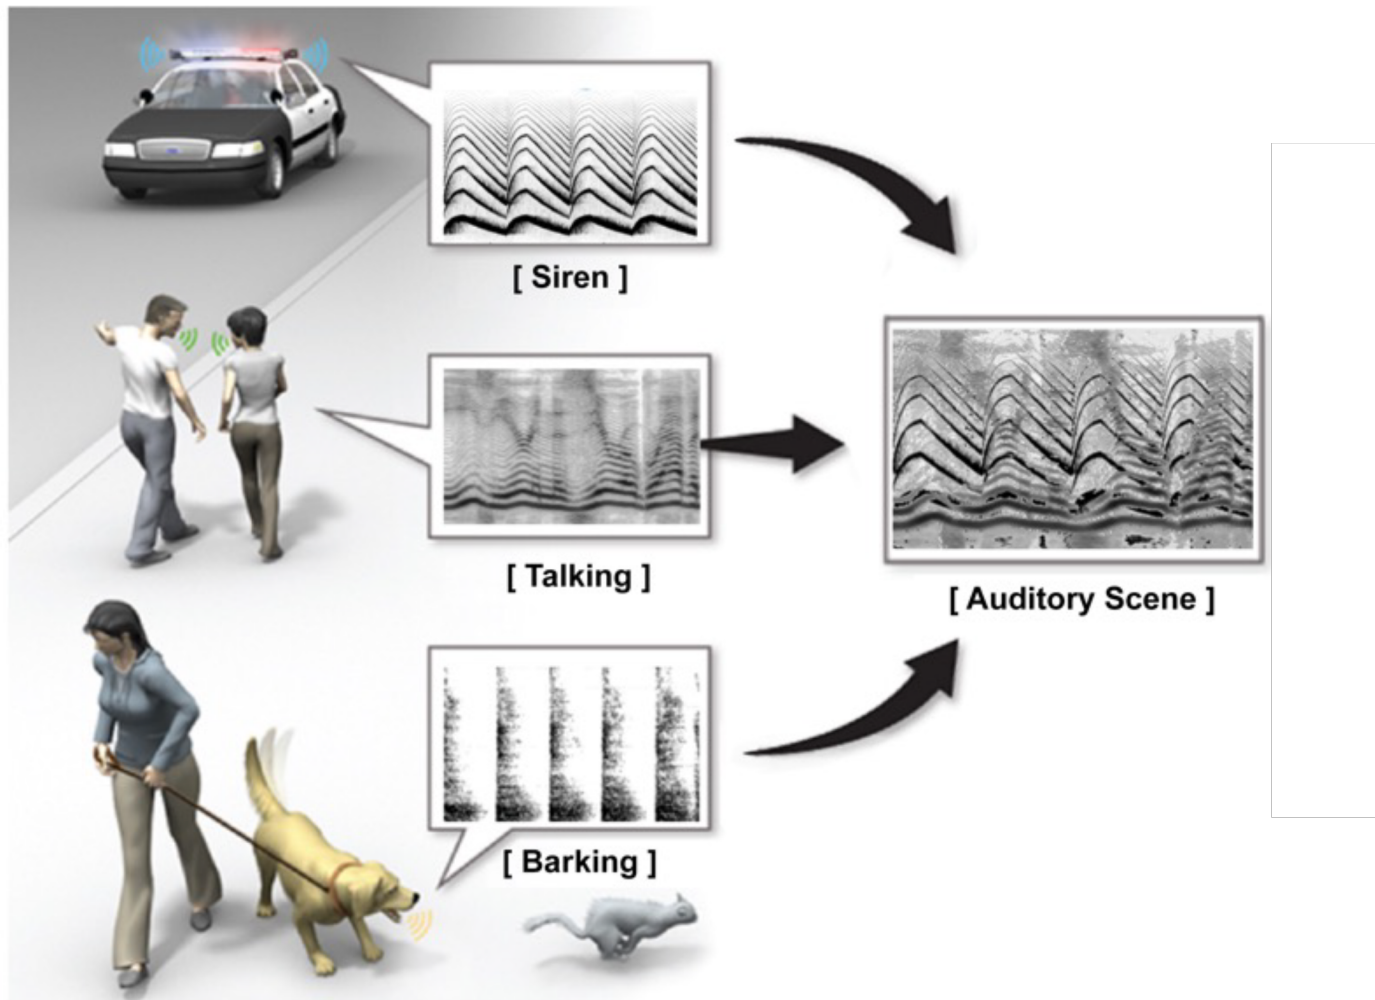 [ Siren ]
[ Talking ]
[ Auditory Scene ]
[ Barking ]